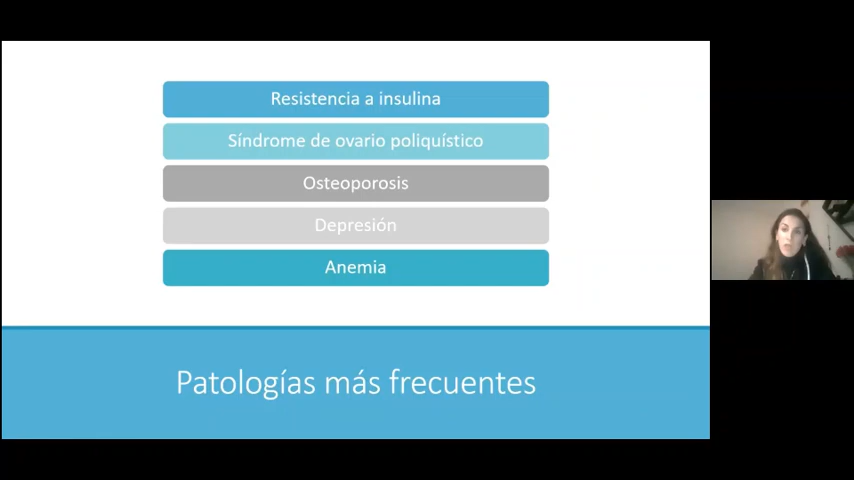 Resistencia a insulina
Síndrome de ovario poliquístico
Osteoporosis
Depresión
Anemia
Patologías más frecuentes